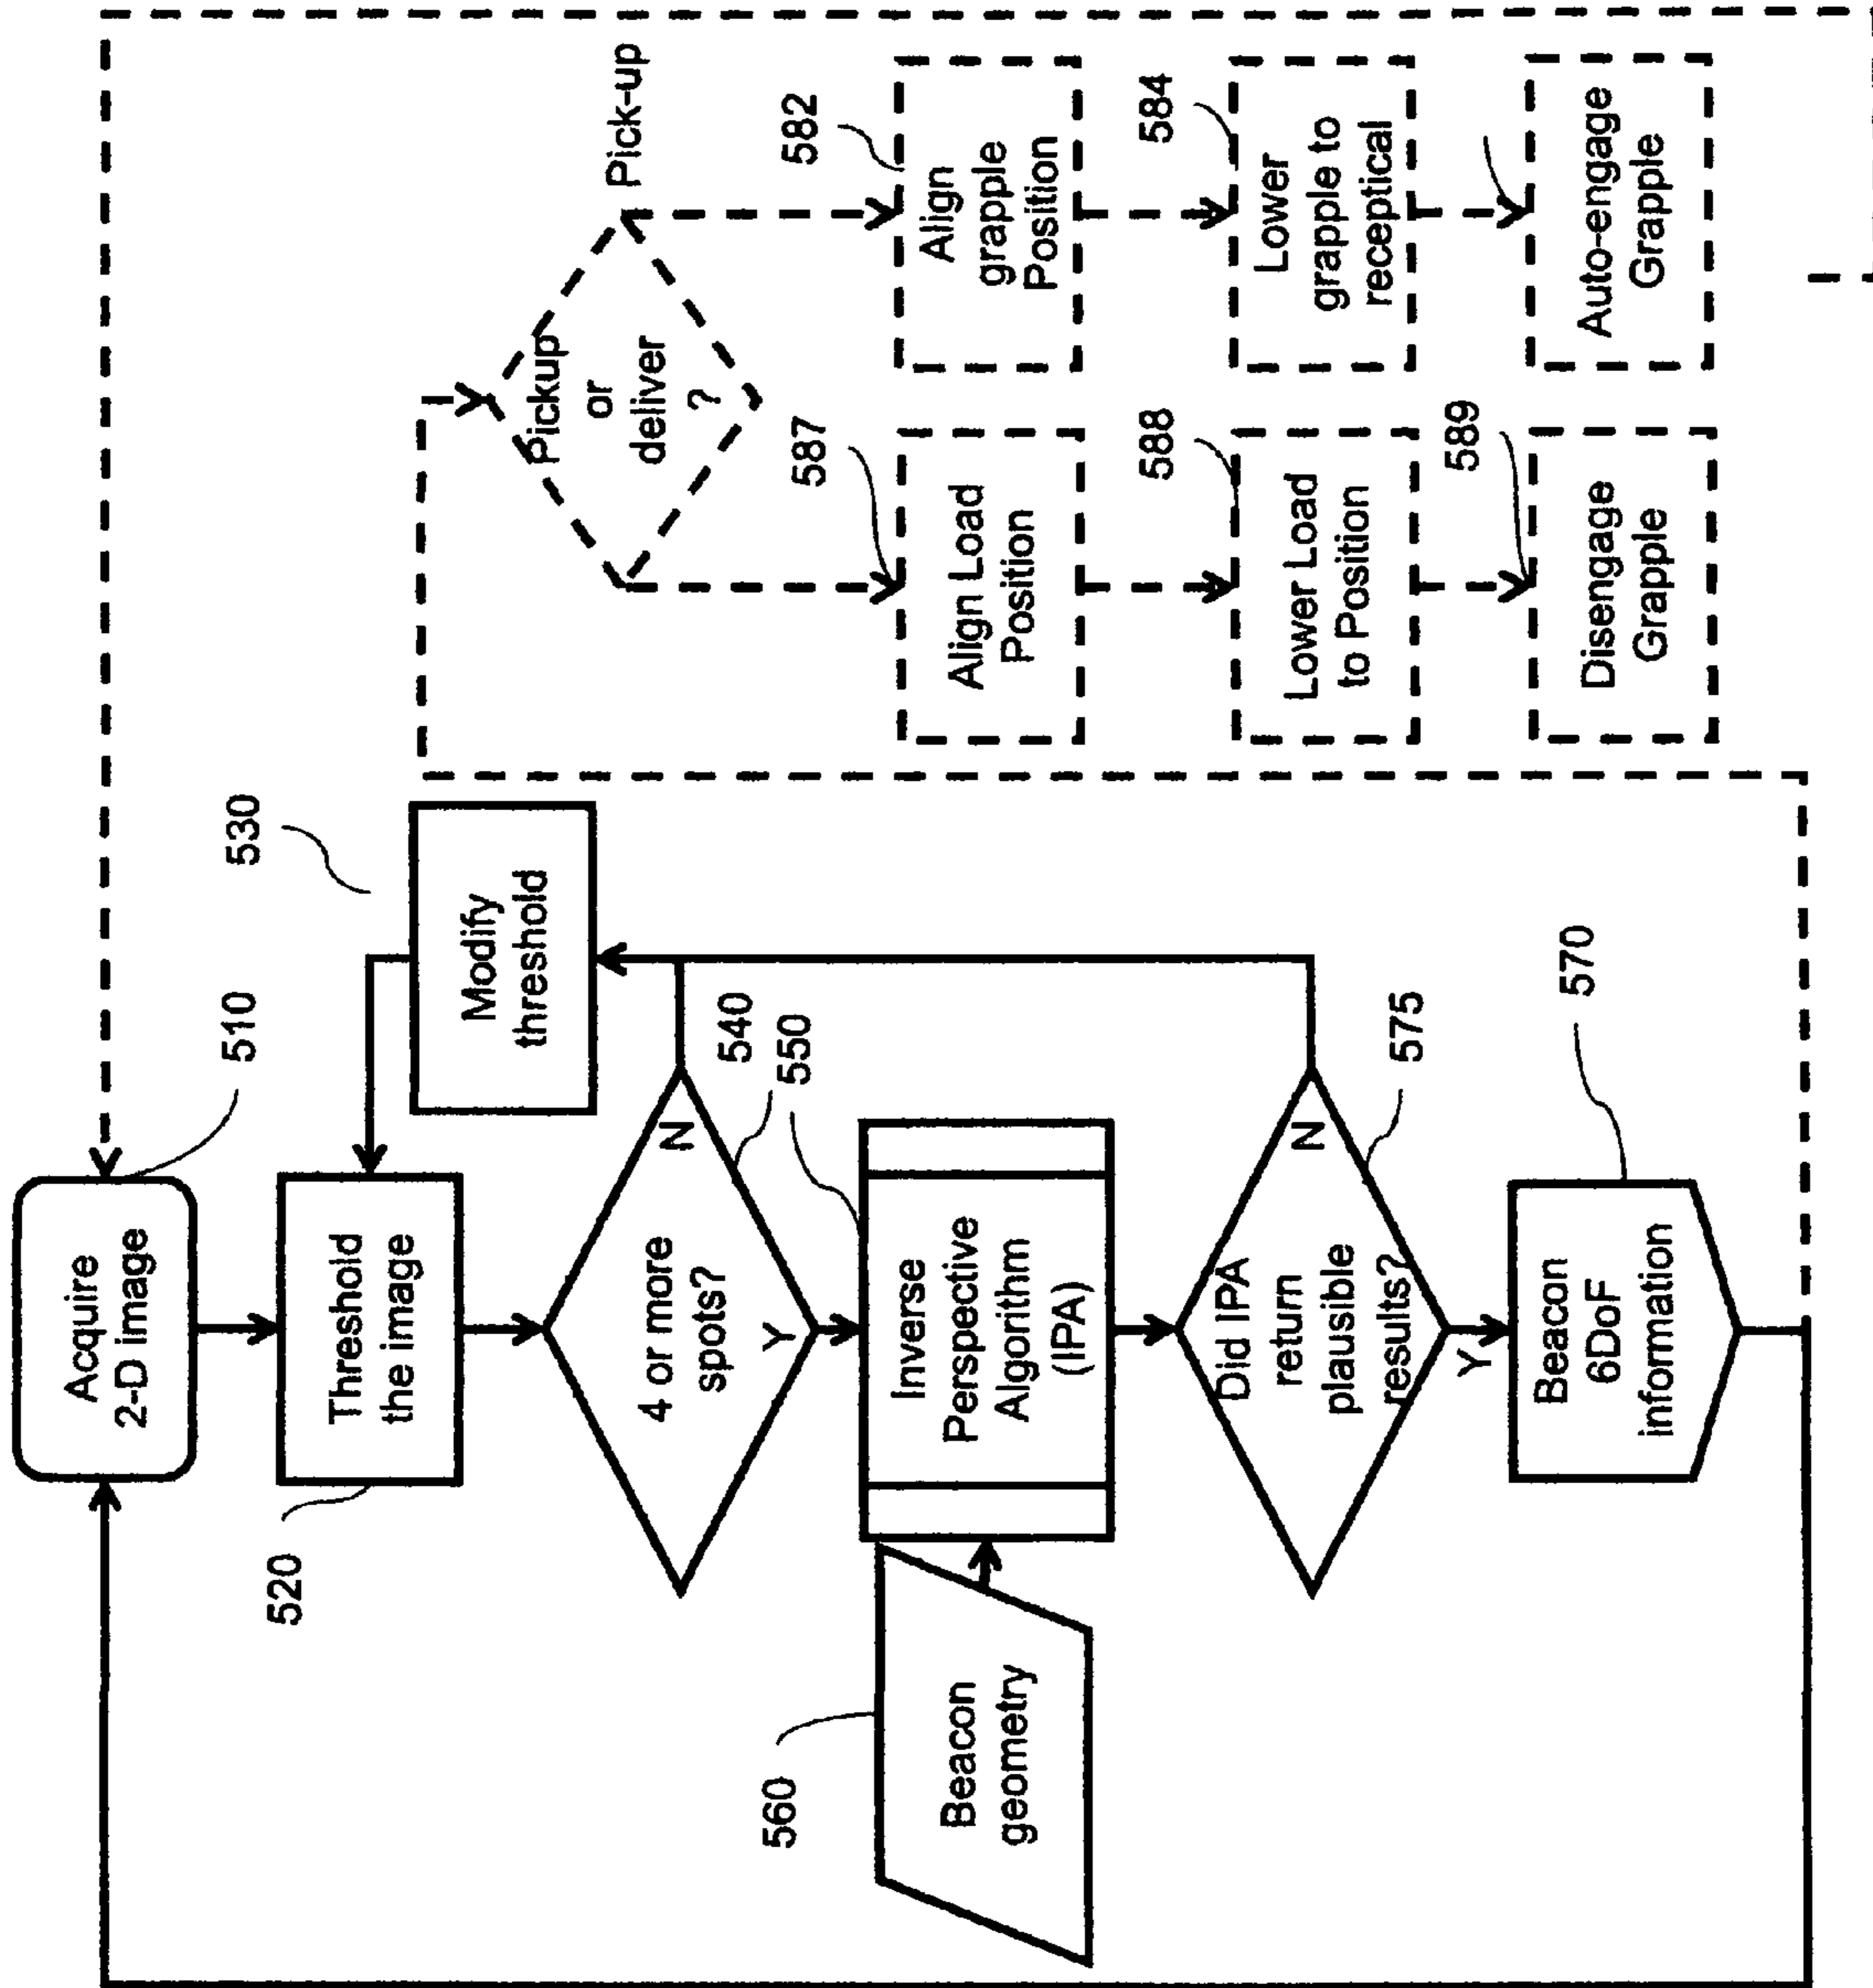 Acquire
2-D image
510
Threshold
the image
520
Modify
threshold
530
4 or more
spots?
N
Y
540
Inverse
Perspective
Algorithm
(IPA)
550
Beacon
geometry
560
Did IPA
return
plausible
results?
N
Y
575
Beacon
6DoF
information
570
Pickup
or
deliver
?
Pick-up
Align Load
Position
587
Lower Load
to Position
588
Disengage
Grapple
589
Align
grapple
Position
582
Lower
grapple to
receptical
584
Auto-engage
Grapple